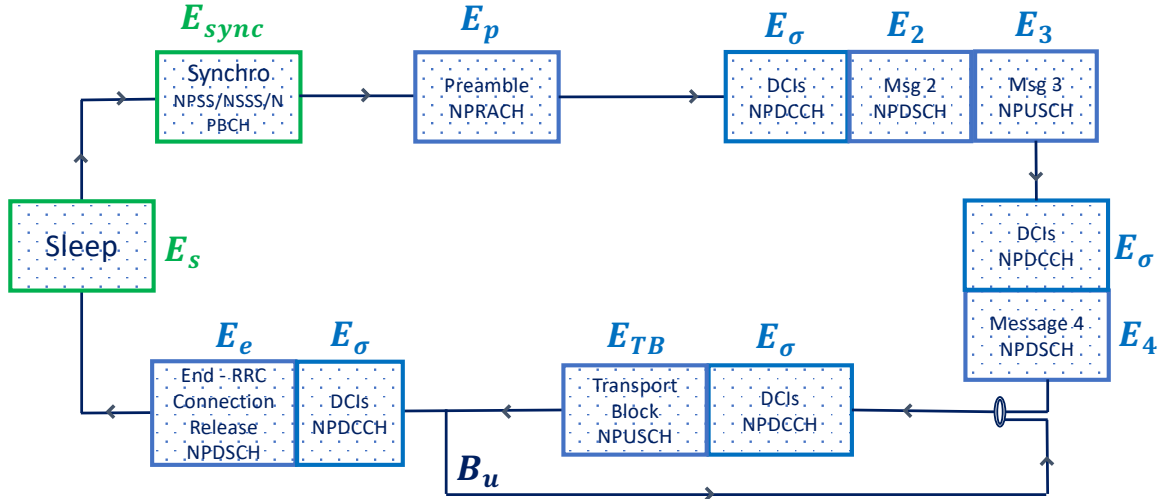 E_sync
E_p
E_σ
E_2
E_3
Synchro
NPSS/NSSS/N
PBCH
Preamble
NPRACH
DCIs
NPDCCH
Msg 2
NPDSCH
Msg 3
NPUSCH
Sleep
E_s
DCIs
NPDCCH
E_σ
Message 4
NPDSCH
E_4
E_e
E_σ
E_TB
E_σ
End - RRC
Connection
Release
NPDSCH
DCIs
NPDCCH
Transport
Block
NPUSCH
DCIs
NPDCCH
B_u